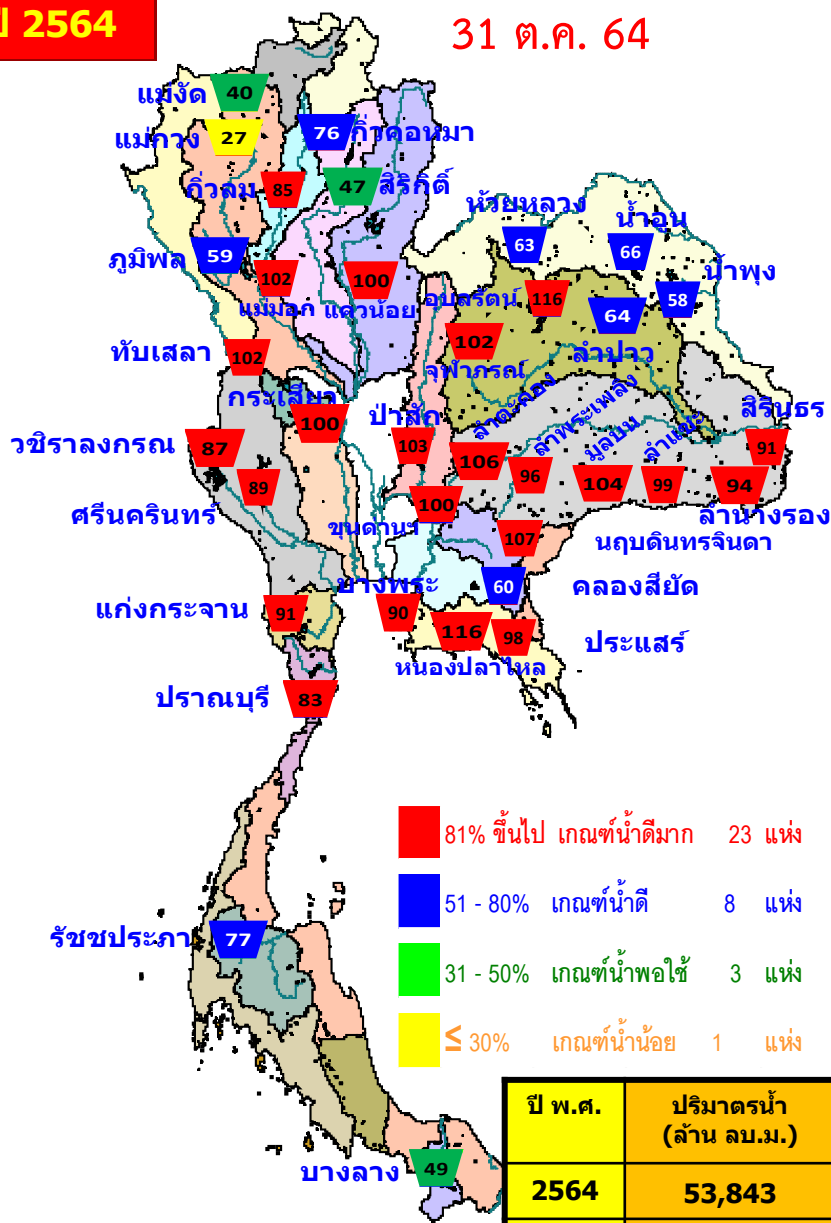 ปี 2564
31 ต.ค. 64
แม่งัด
40
แม่กวง
27
76
กิ่วคอหมา
กิ่วลม
85
47
สิริกิติ์
ห้วยหลวง
น้ำอูน
63
66
ภูมิพล
59
น้ำพุง
102
แม่มอก
100
แควน้อย
อุบลรัตน์
116
58
64
ลำปาว
102
จุฬาภรณ์
ทับเสลา
102
กระเสียว
100
ป่าสัก
103
ลำตะคอง
106
ลำพระเพลิง
96
มูลบน
104
ลำแชะ
99
สิรินธร
91
วชิราลงกรณ
87
94
ลำนางรอง
89
ศรีนครินทร์
100
ขุนด่านฯ
107
นฤบดินทรจินดา
60
คลองสียัด
บางพระ
90
แก่งกระจาน
91
116
98
ประแสร์
หนองปลาไหล
ปราณบุรี
83
81% ขึ้นไป เกณฑ์น้ำดีมาก 23 แห่ง
51 - 80% เกณฑ์น้ำดี 8 แห่ง
รัชชประภา
77
31 - 50% เกณฑ์น้ำพอใช้ 3 แห่ง
≤ 30% เกณฑ์น้ำน้อย 1 แห่ง
บางลาง
49
ปี พ.ศ. ปริมาตรน้ำ
(ล้าน ลบ.ม.)
2564 53,843